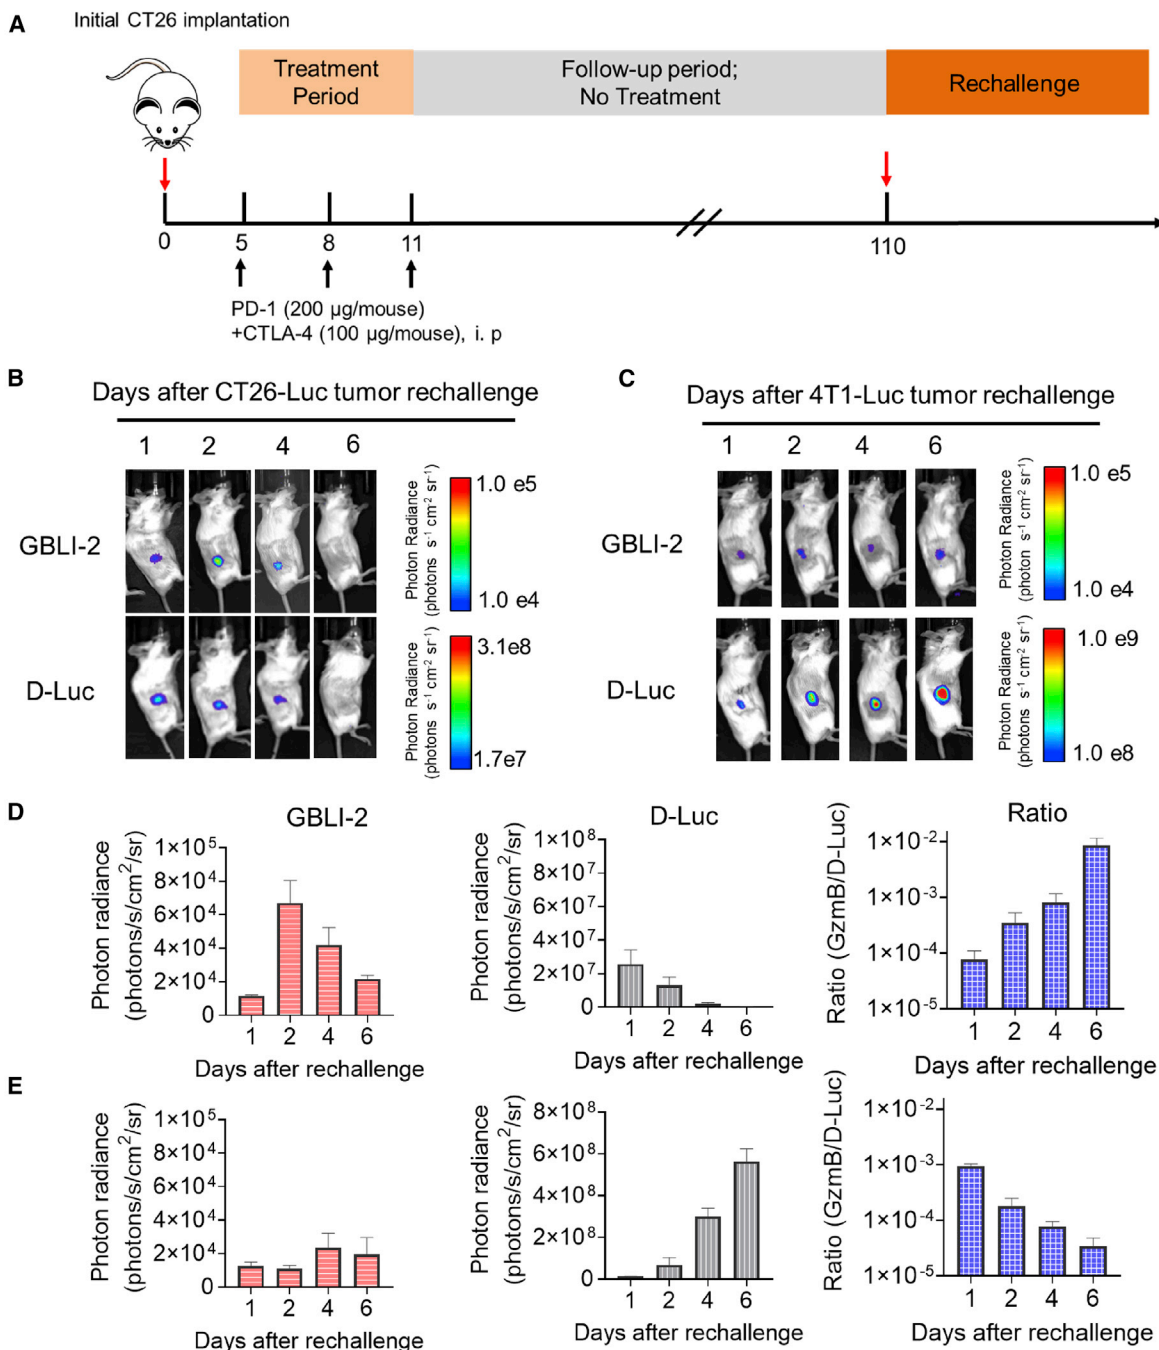 A
Initial CT26 implantation
Treatment
Period
Follow-up period;
No Treatment
Rechallenge
0
5
8
11
110
PD-1 (200 µg/mouse)
+CTLA-4 (100 µg/mouse), i. p
B
Days after CT26-Luc tumor rechallenge
1 2 4 6
GBLI-2
Photon Radiance
(photons s⁻¹ cm⁻² sr⁻¹)
1.0 e5
1.0 e4
D-Luc
Photon Radiance
(photons s⁻¹ cm⁻² sr⁻¹)
3.1e8
1.7e7
C
Days after 4T1-Luc tumor rechallenge
1 2 4 6
GBLI-2
Photon Radiance
(photon s⁻¹ cm⁻² sr⁻¹)
1.0 e5
1.0 e4
D-Luc
Photon Radiance
(photons s⁻¹ cm⁻² sr⁻¹)
1.0 e9
1.0 e8
D
GBLI-2
Photon radiance
(photons/s/cm²/sr)
1×10⁵
8×10⁴
6×10⁴
4×10⁴
2×10⁴
0
1 2 4 6
Days after rechallenge
D-Luc
Photon radiance
(photons/s/cm²/sr)
1×10⁸
8×10⁷
6×10⁷
4×10⁷
2×10⁷
0
1 2 4 6
Days after rechallenge
Ratio
Ratio (GzmB/D-Luc)
1×10⁻²
1×10⁻³
1×10⁻⁴
1×10⁻⁵
1 2 4 6
Days after rechallenge
E
Photon radiance
(photons/s/cm²/sr)
1×10⁵
8×10⁴
6×10⁴
4×10⁴
2×10⁴
0
1 2 4 6
Days after rechallenge
Photon radiance
(photons/s/cm²/sr)
8×10⁸
6×10⁸
4×10⁸
2×10⁸
0
1 2 4 6
Days after rechallenge
Ratio (GzmB/D-Luc)
1×10⁻²
1×10⁻³
1×10⁻⁴
1×10⁻⁵
1 2 4 6
Days after rechallenge